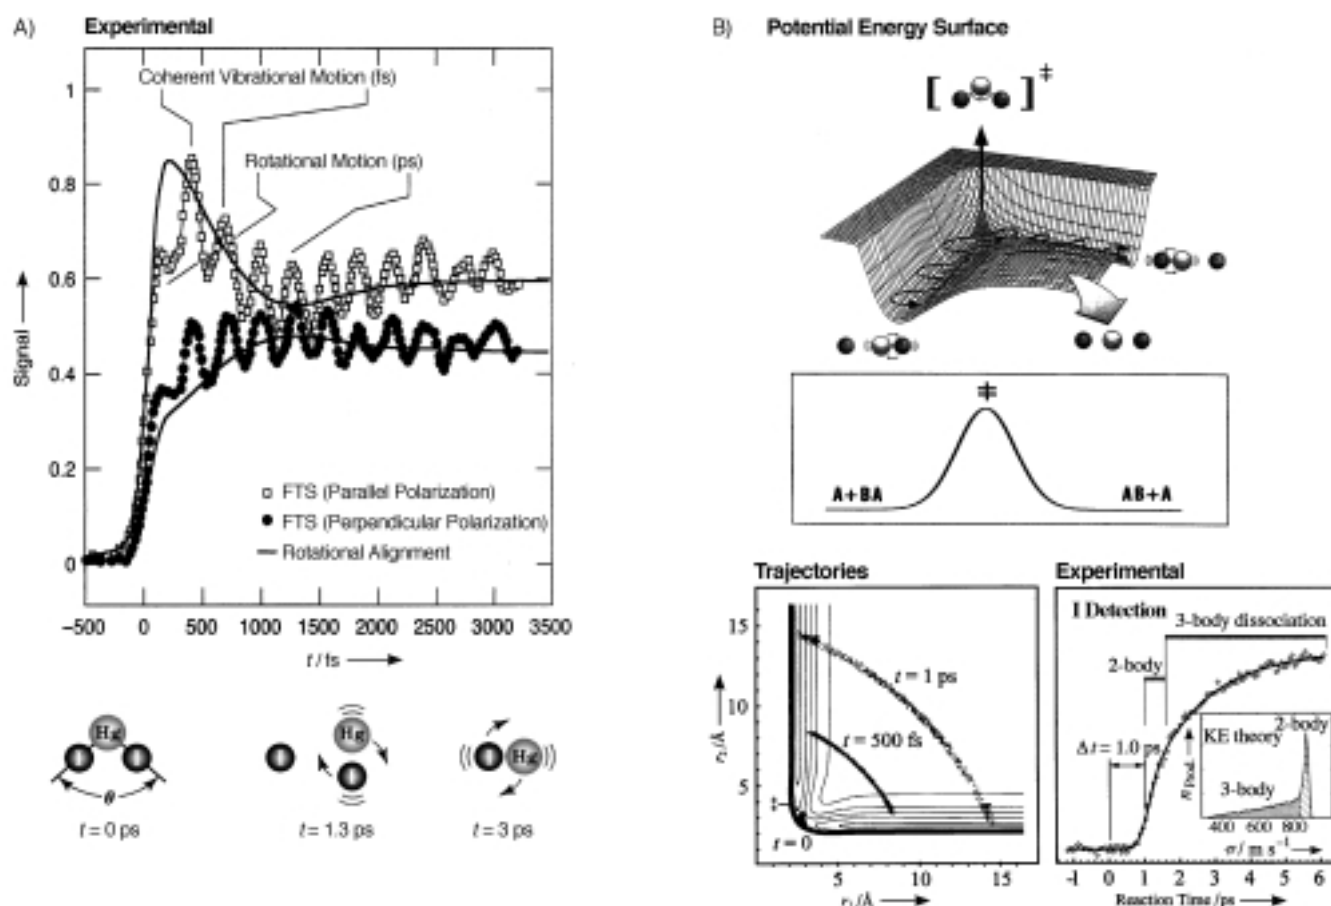 A) Experimental
Coherent Vibrational Motion (fs)
Rotational Motion (ps)
1
0.8
0.6
0.4
0.2
0
Signal
FTS (Parallel Polarization)
FTS (Perpendicular Polarization)
Rotational Alignment
−500 0 500 1000 1500 2000 2500 3000 3500
t / fs
Hg
I I
θ
t = 0 ps
Hg
I
t = 1.3 ps
Hg
t = 3 ps
B) Potential Energy Surface
[ ] ‡
‡
A + BA AB + A
Trajectories
15
10
5
‡
t = 1 ps
t = 500 fs
t = 0
5 10 15
Experimental
I Detection
3-body dissociation
2-body
Δt = 1.0 ps
2-body
KE theory
3-body
400 600 800
σ / m s⁻¹
-1 0 1 2 3 4 5 6
Reaction Time / ps